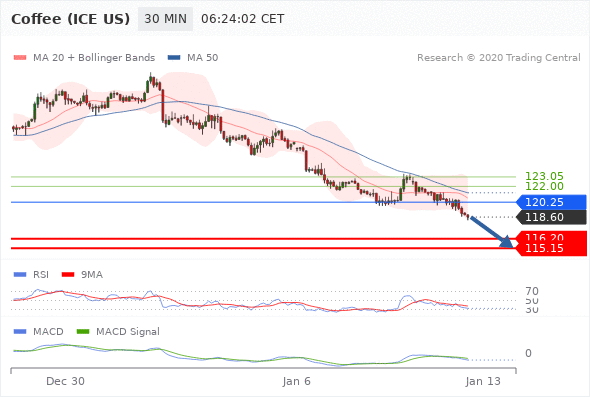 Coffee (ICE US) 30 MIN 06:24:02 CET
MA 20 + Bollinger Bands MA 50 Research © 2020 Trading Central
123.05
122.00
120.25
118.60
116.20
115.15
RSI 9MA
70
50
30
MACD MACD Signal
0
Dec 30 Jan 6 Jan 13